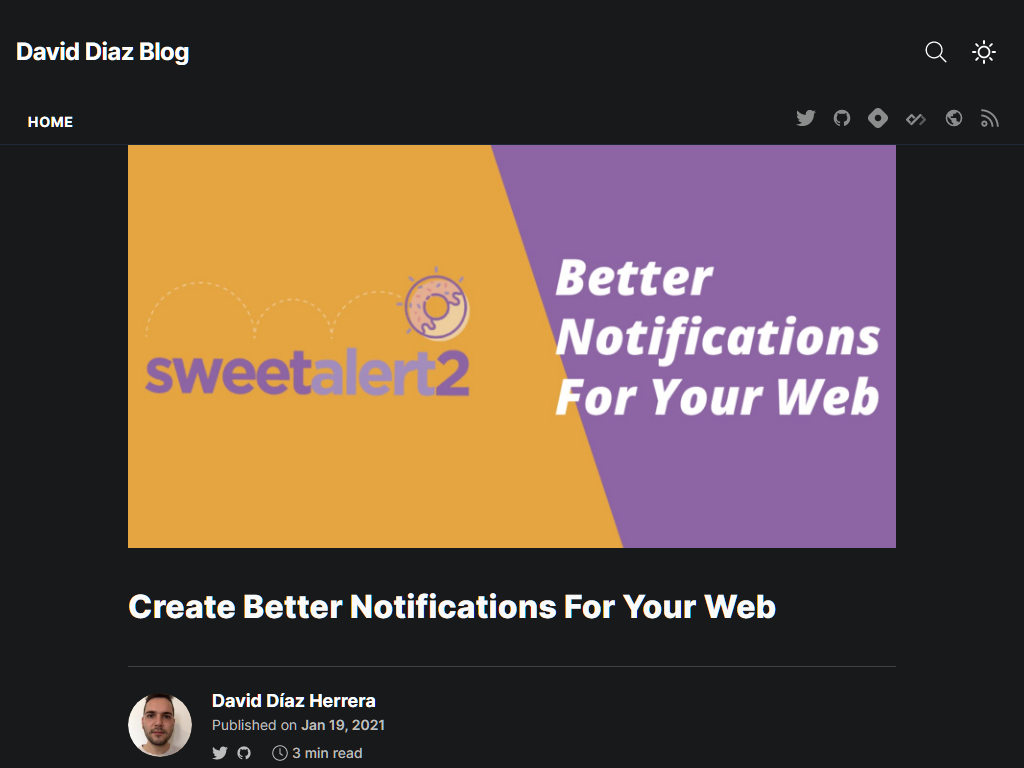 David Diaz Blog
HOME
sweetalert2
Better
Notifications
For Your Web
Create Better Notifications For Your Web
David Díaz Herrera
Published on Jan 19, 2021
3 min read